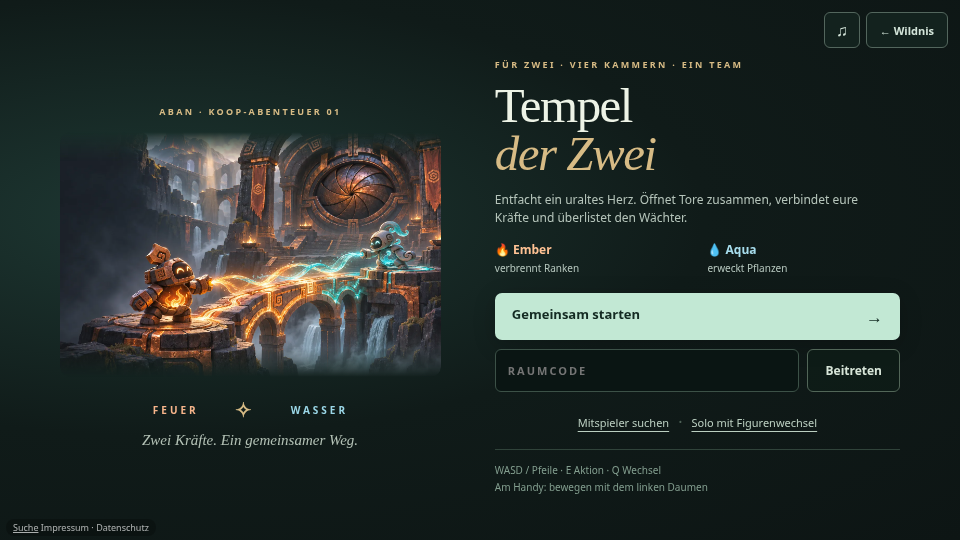 ♫
← Wildnis
ABAN · KOOP-ABENTEUER 01
FEUER ✧ WASSER
Zwei Kräfte. Ein gemeinsamer Weg.
FÜR ZWEI · VIER KAMMERN · EIN TEAM
Tempel
der Zwei
Entfacht ein uraltes Herz. Öffnet Tore zusammen, verbindet eure
Kräfte und überlistet den Wächter.
🔥 Ember
verbrennt Ranken
💧 Aqua
erweckt Pflanzen
Gemeinsam starten →
RAUMCODE
Beitreten
Mitspieler suchen · Solo mit Figurenwechsel
WASD / Pfeile · E Aktion · Q Wechsel
Am Handy: bewegen mit dem linken Daumen
Suche Impressum · Datenschutz